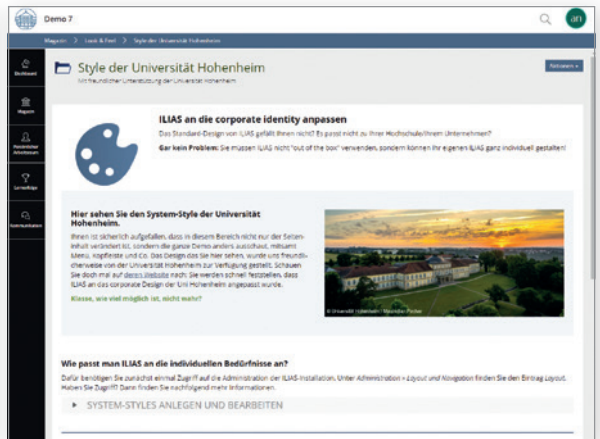 Demo 7
an
Magazin > Look & Feel > Style der Universität Hohenheim
Dashboard
Magazin
Persönlicher
Arbeitsraum
Lernerfolge
Kommunikation
Style der Universität Hohenheim
Mit freundlicher Unterstützung der Universität Hohenheim
Aktionen
ILIAS an die corporate identity anpassen
Das Standard-Design von ILIAS gefällt Ihnen nicht? Es passt nicht zu Ihrer Hochschule/Ihrem Unternehmen?
Gar kein Problem: Sie müssen ILIAS nicht "out of the box" verwenden, sondern können Ihr eigenen ILIAS ganz individuell gestalten!
Hier sehen Sie den System-Style der Universität
Hohenheim.
Ihnen ist sicherlich aufgefallen, dass in diesem Bereich nicht nur der Seiten-
inhalt verändert ist, sondern die ganze Demo anders ausschaut, mitsamt
Menü, Kopfleiste und Co. Das Design das Sie hier sehen, wurde uns freundli-
cherweise von der Universität Hohenheim zur Verfügung gestellt. Schauen
Sie doch mal auf deren Website nach: Sie werden schnell feststellen, dass
ILIAS an das corporate Design der Uni Hohenheim angepasst wurde.
Klasse, wie viel möglich ist, nicht wahr?
© Universität Hohenheim /
Wie passt man ILIAS an die individuellen Bedürfnisse an?
Dafür benötigen Sie zunächst einmal Zugriff auf die Administration der ILIAS-Installation. Unter Administration » Layout und Navigation finden Sie den Eintrag Layout.
Haben Sie Zugriff? Dann finden Sie nachfolgend mehr Informationen.
SYSTEM-STYLES ANLEGEN UND BEARBEITEN